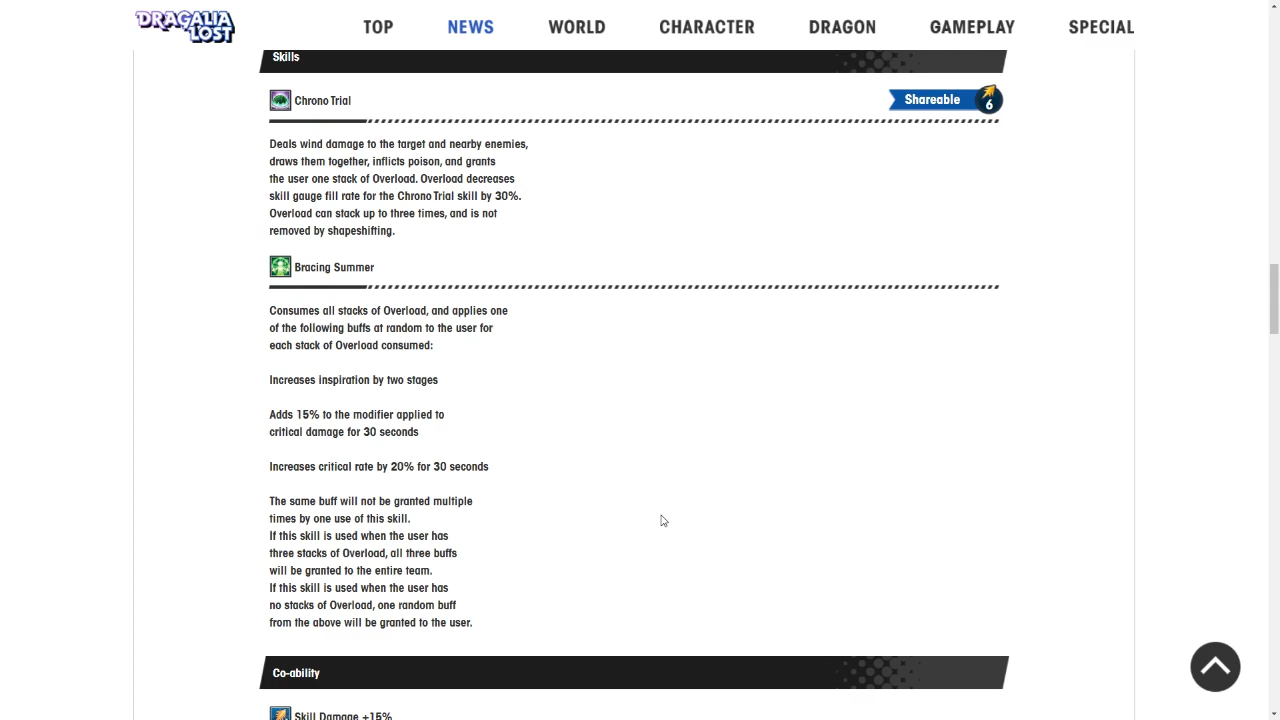 DRAGALIA
LOST
TOP NEWS WORLD CHARACTER DRAGON GAMEPLAY SPECIAL
Skills
Chrono Trial
Shareable 6
Deals wind damage to the target and nearby enemies,
draws them together, inflicts poison, and grants
the user one stack of Overload. Overload decreases
skill gauge fill rate for the Chrono Trial skill by 30%.
Overload can stack up to three times, and is not
removed by shapeshifting.
Bracing Summer
Consumes all stacks of Overload, and applies one
of the following buffs at random to the user for
each stack of Overload consumed:
Increases inspiration by two stages
Adds 15% to the modifier applied to
critical damage for 30 seconds
Increases critical rate by 20% for 30 seconds
The same buff will not be granted multiple
times by one use of this skill.
If this skill is used when the user has
three stacks of Overload, all three buffs
will be granted to the entire team.
If this skill is used when the user has
no stacks of Overload, one random buff
from the above will be granted to the user.
Co-ability
Skill Damage +15%